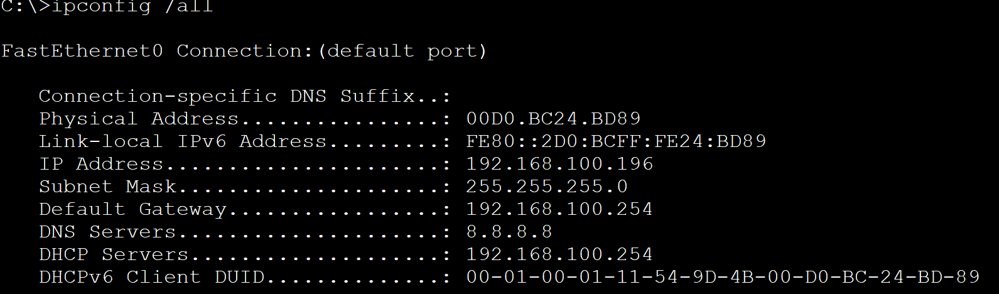 C:\>ipconfig /all
FastEthernet0 Connection:(default port)
Connection-specific DNS Suffix..:
Physical Address................: 00D0.BC24.BD89
Link-local IPv6 Address.........: FE80::2D0:BCFF:FE24:BD89
IP Address......................: 192.168.100.196
Subnet Mask.....................: 255.255.255.0
Default Gateway.................: 192.168.100.254
DNS Servers.....................: 8.8.8.8
DHCP Servers....................: 192.168.100.254
DHCPv6 Client DUID..............: 00-01-00-01-11-54-9D-4B-00-D0-BC-24-BD-89